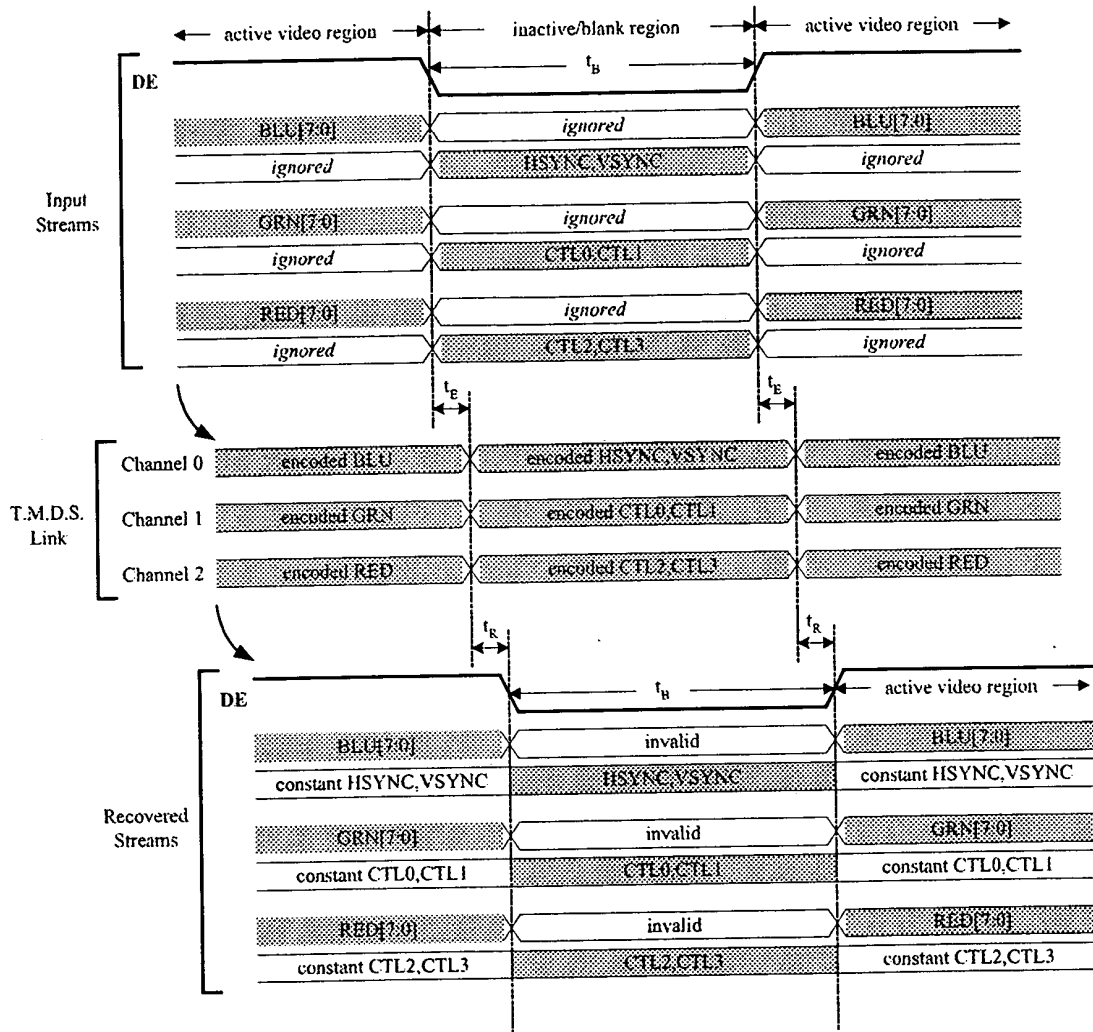 active video region inactive/blank region active video region
DE tB
BLU[7:0] ignored BLU[7:0]
ignored HSYNC,VSYNC ignored
Input
Streams
GRN[7:0] ignored GRN[7:0]
ignored CTL0,CTL1 ignored
RED[7:0] ignored RED[7:0]
ignored CTL2,CTL3 ignored
tE tE
T.M.D.S.
Link
Channel 0 encoded BLU encoded HSYNC,VSYNC encoded BLU
Channel 1 encoded GRN encoded CTL0,CTL1 encoded GRN
Channel 2 encoded RED encoded CTL2,CTL3 encoded RED
tR tR
DE tB active video region
BLU[7:0] invalid BLU[7:0]
constant HSYNC,VSYNC HSYNC,VSYNC constant HSYNC,VSYNC
Recovered
Streams
GRN[7:0] invalid GRN[7:0]
constant CTL0,CTL1 CTL0,CTL1 constant CTL0,CTL1
RED[7:0] invalid RED[7:0]
constant CTL2,CTL3 CTL2,CTL3 constant CTL2,CTL3